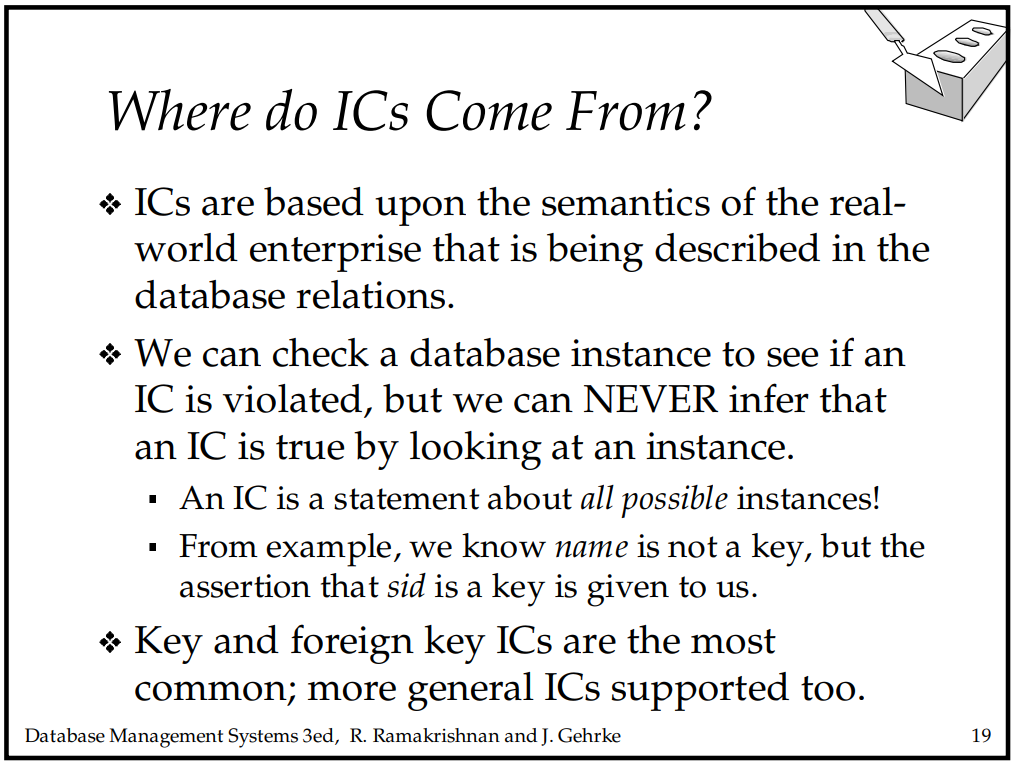 Where do ICs Come From?
❖ ICs are based upon the semantics of the real-
world enterprise that is being described in the
database relations.
❖ We can check a database instance to see if an
IC is violated, but we can NEVER infer that
an IC is true by looking at an instance.
▪ An IC is a statement about all possible instances!
▪ From example, we know name is not a key, but the
assertion that sid is a key is given to us.
❖ Key and foreign key ICs are the most
common; more general ICs supported too.
Database Management Systems 3ed, R. Ramakrishnan and J. Gehrke 19